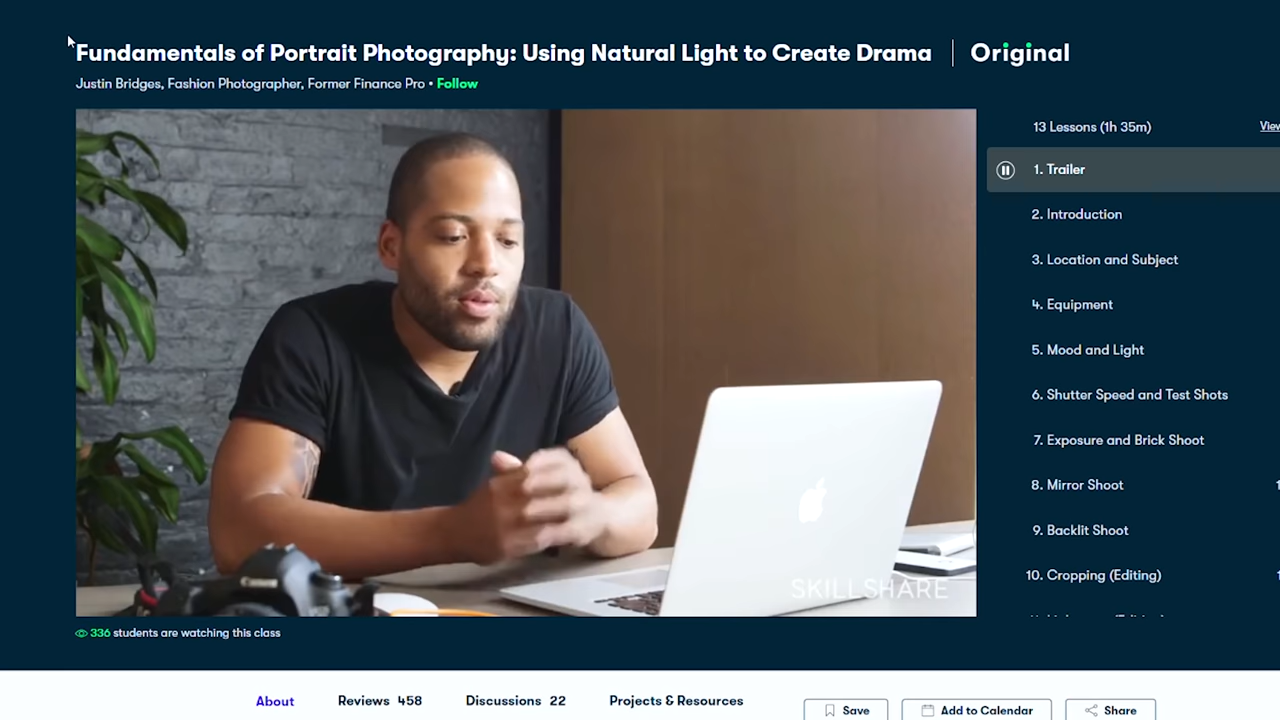 Fundamentals of Portrait Photography: Using Natural Light to Create Drama | Original
Justin Bridges, Fashion Photographer, Former Finance Pro • Follow
13 Lessons (1h 35m)
View
1. Trailer
2. Introduction
3. Location and Subject
4. Equipment
5. Mood and Light
6. Shutter Speed and Test Shots
7. Exposure and Brick Shoot
8. Mirror Shoot
9. Backlit Shoot
10. Cropping (Editing)
SKILLSHARE
336 students are watching this class
About Reviews 458 Discussions 22 Projects & Resources Save Add to Calendar Share